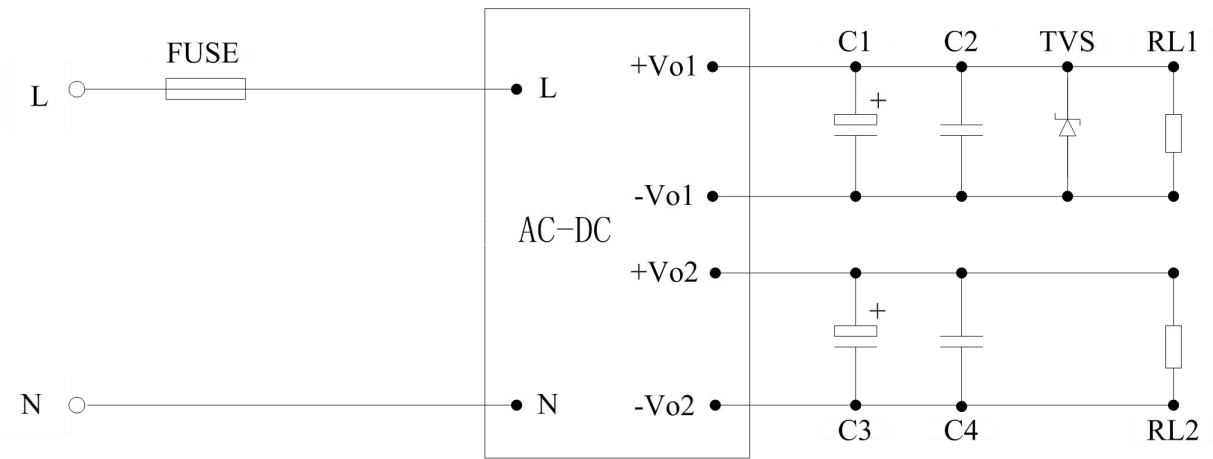 FUSE
L
L
N
N
AC-DC
+Vo1
-Vo1
+Vo2
-Vo2
C1
C2
TVS
RL1
+
+
C3
C4
RL2